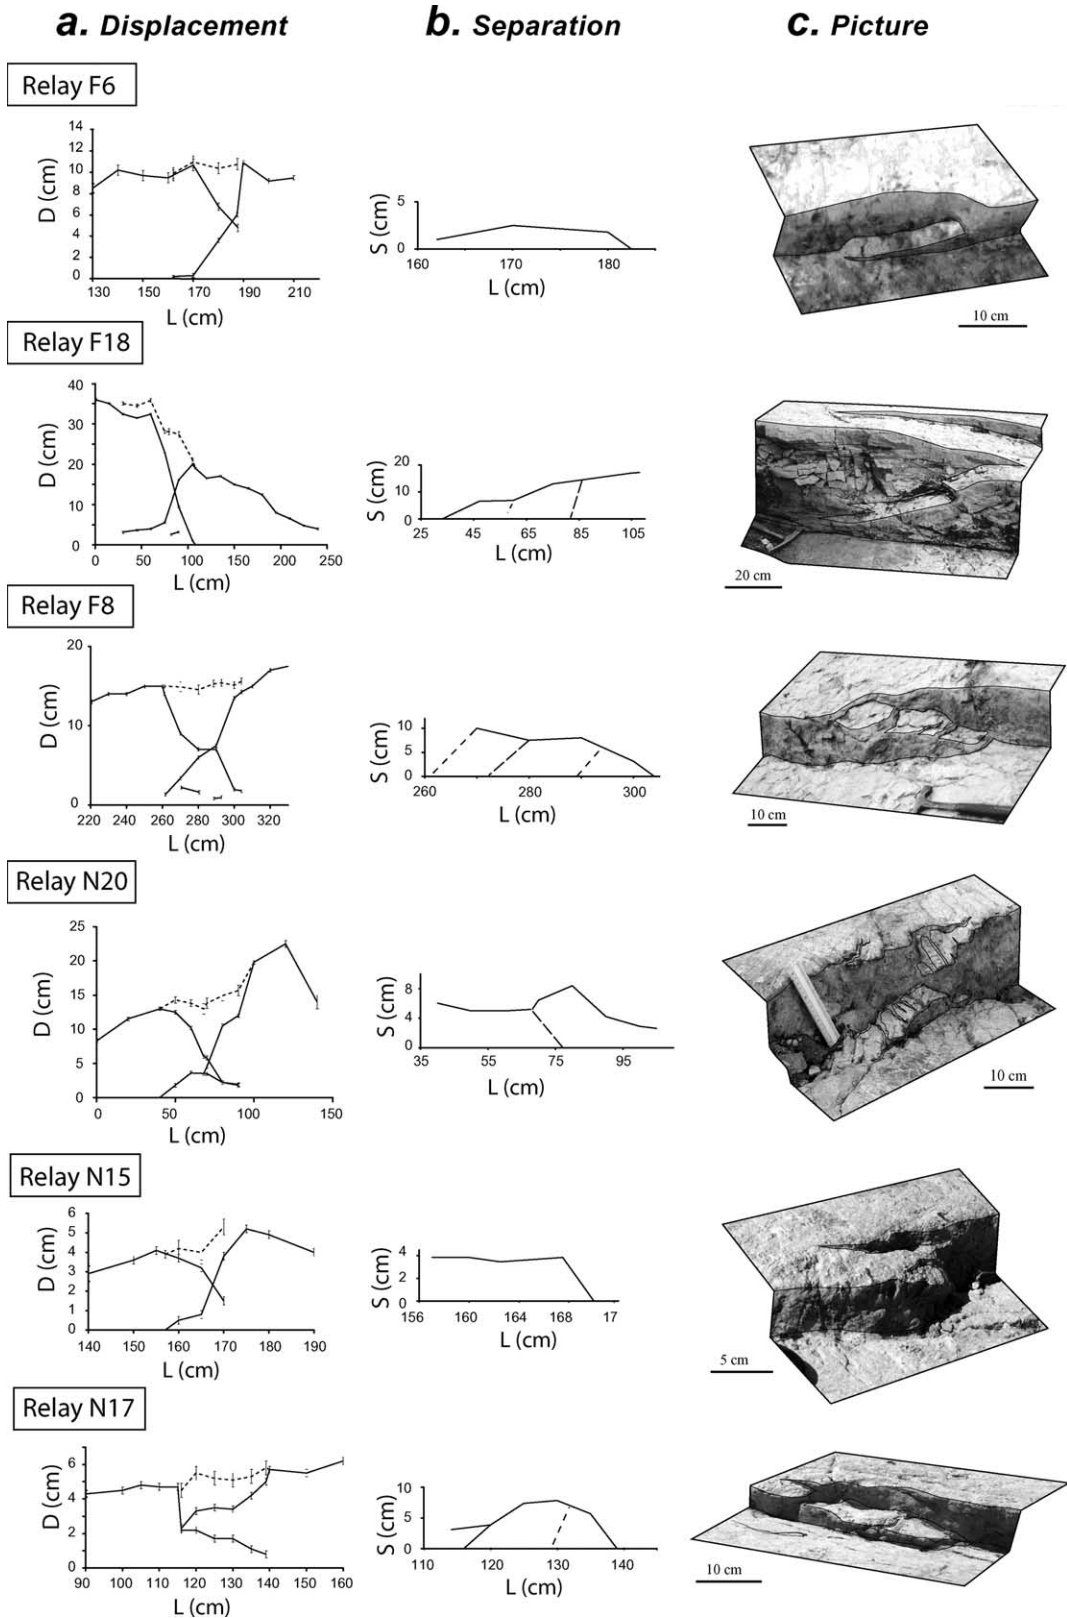 a. Displacement b. Separation c. Picture
Relay F6
D (cm)
14
12
10
8
6
4
2
0
130 150 170 190 210
L (cm)
S (cm)
5
0
160 170 180
L (cm)
10 cm
Relay F18
D (cm)
40
30
20
10
0
0 50 100 150 200 250
L (cm)
S (cm)
20
10
0
25 45 65 85 105
L (cm)
20 cm
Relay F8
D (cm)
20
10
0
220 240 260 280 300 320
L (cm)
S (cm)
10
5
0
260 270 280 290 300
L (cm)
10 cm
Relay N20
D (cm)
25
20
15
10
5
0
0 50 100 150
L (cm)
S (cm)
8
4
0
35 55 75 95
L (cm)
10 cm
Relay N15
D (cm)
6
5
4
3
2
1
0
140 150 160 170 180 190
L (cm)
S (cm)
4
2
0
156 160 164 168 17
L (cm)
5 cm
Relay N17
D (cm)
6
4
2
0
90 100 110 120 130 140 150 160
L (cm)
S (cm)
10
5
0
110 120 130 140
L (cm)
10 cm